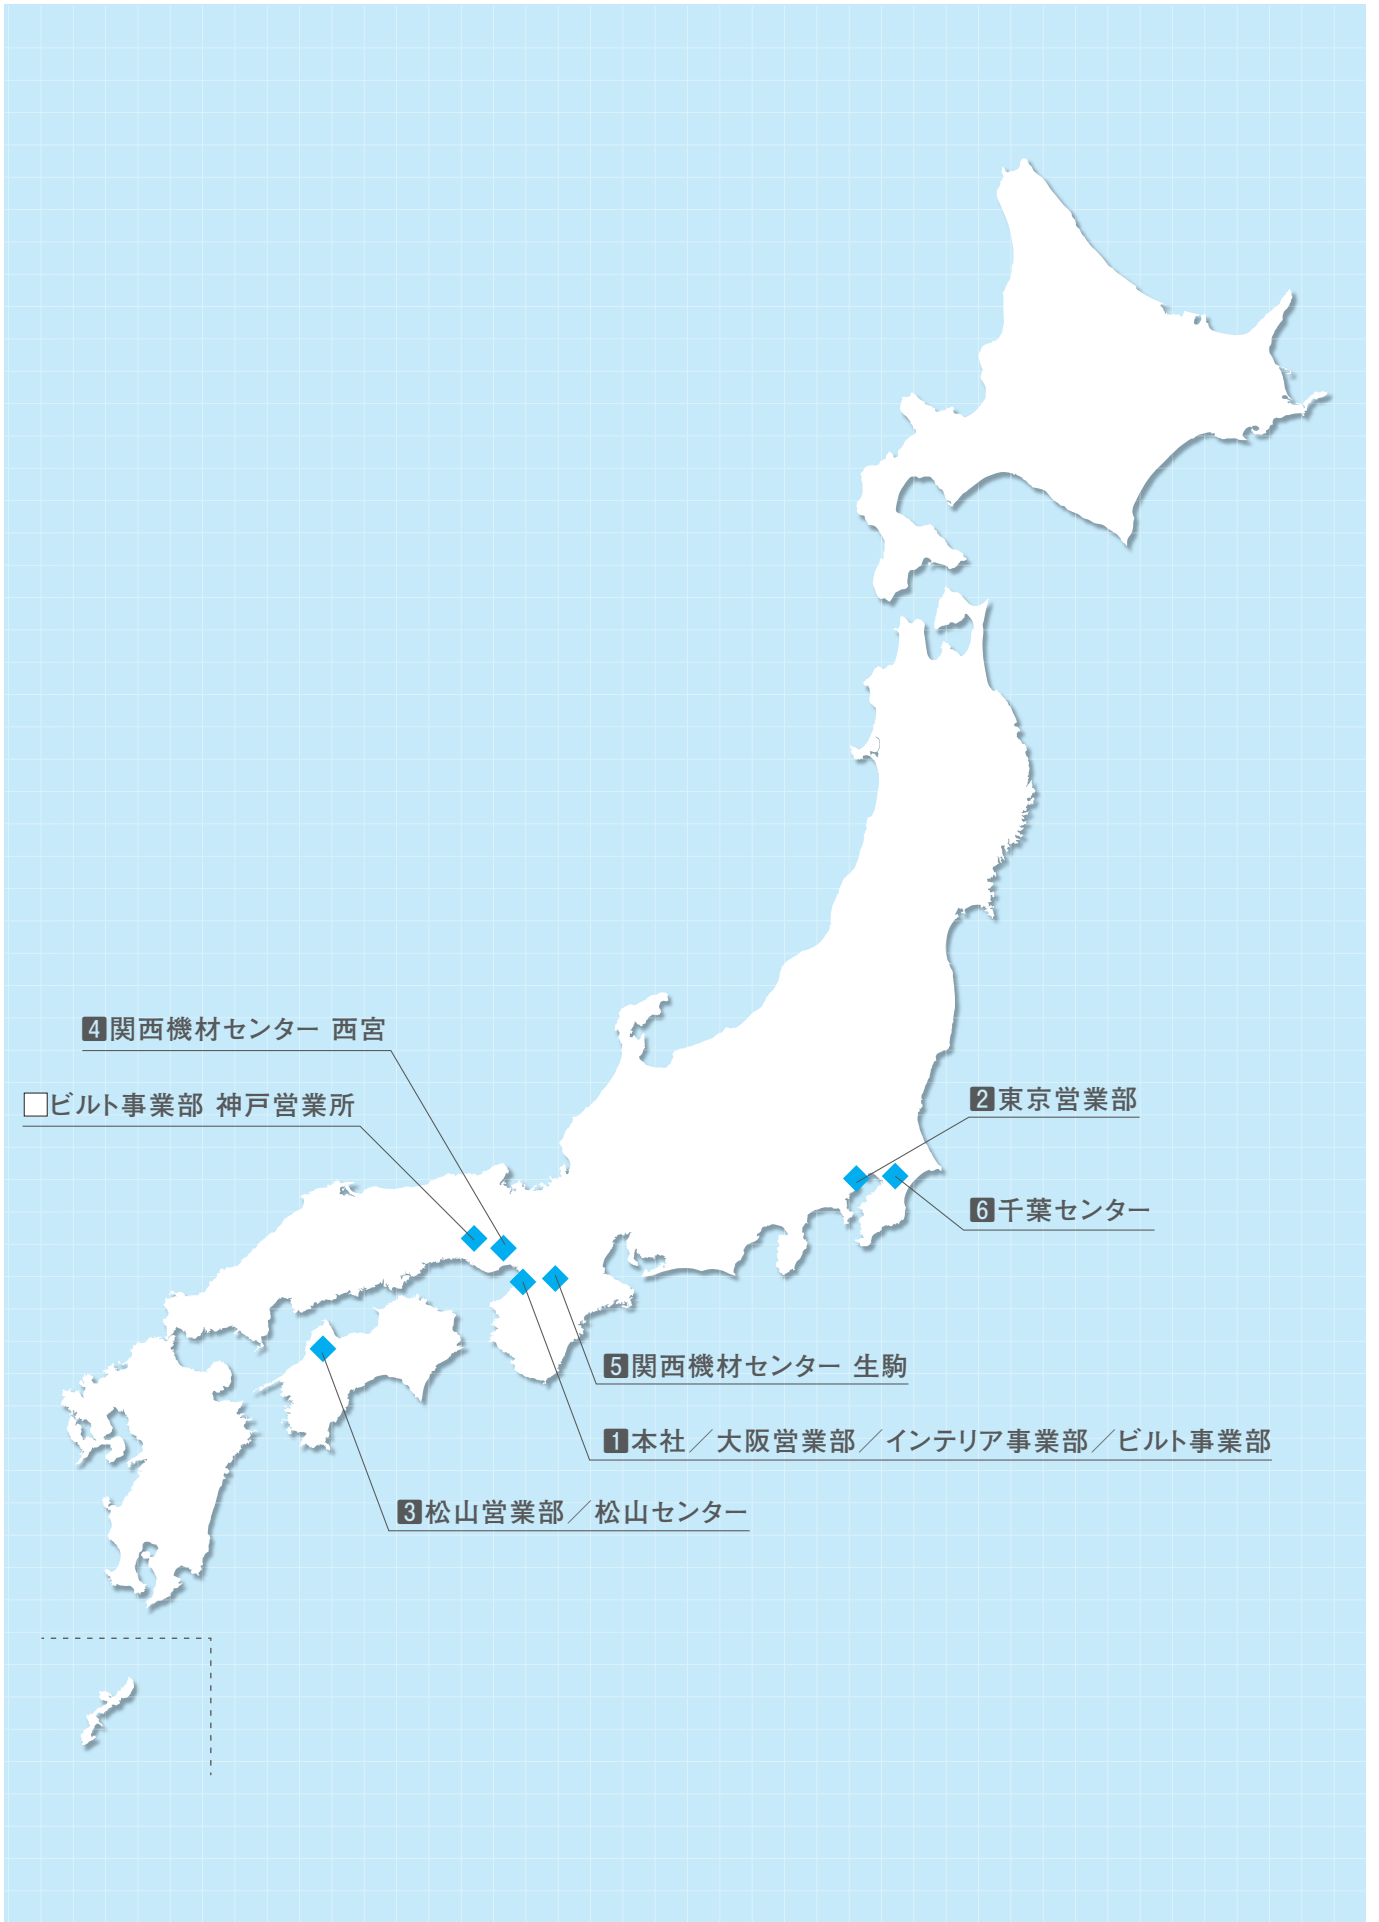 4関西機材センター 西宮
□ビルト事業部 神戸営業所
2東京営業部
6千葉センター
5関西機材センター 生駒
1本社／大阪営業部／インテリア事業部／ビルト事業部
3松山営業部／松山センター